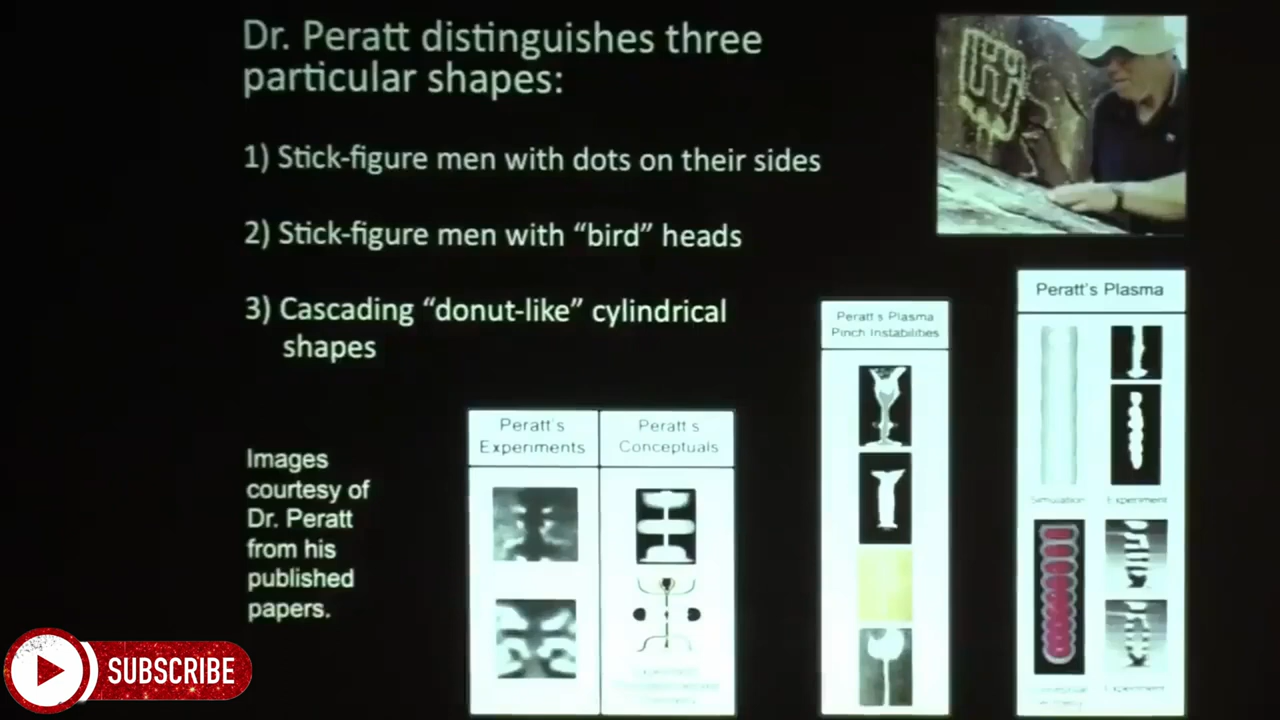 Dr. Peratt distinguishes three
particular shapes:
1) Stick-figure men with dots on their sides
2) Stick-figure men with “bird” heads
3) Cascading “donut-like” cylindrical
shapes
Images
courtesy of
Dr. Peratt
from his
published
papers.
Peratt's
Experiments
Peratt's
Conceptuals
Peratt's Plasma
Pinch Instabilities
Peratt's Plasma
Simulation
Experiment
Experiment
SUBSCRIBE